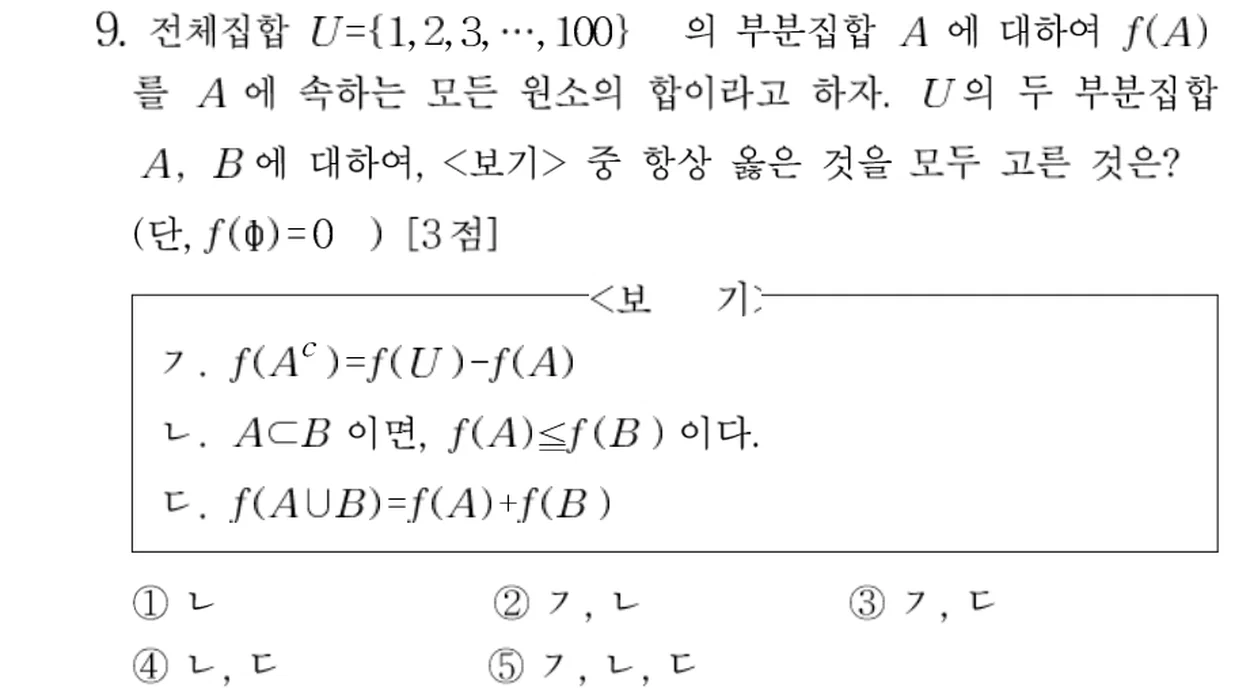 9. 전체집합 U={1, 2, 3, …, 100} 의 부분집합 A 에 대하여 f(A)
를 A 에 속하는 모든 원소의 합이라고 하자. U의 두 부분집합
A, B에 대하여, <보기> 중 항상 옳은 것을 모두 고른 것은?
(단, f(ф)=0 ) [3점]
<보 기>
ㄱ. f(Aᶜ)=f(U)-f(A)
ㄴ. A⊂B 이면, f(A)≦f(B) 이다.
ㄷ. f(A∪B)=f(A)+f(B)
① ㄴ ② ㄱ, ㄴ ③ ㄱ, ㄷ
④ ㄴ, ㄷ ⑤ ㄱ, ㄴ, ㄷ